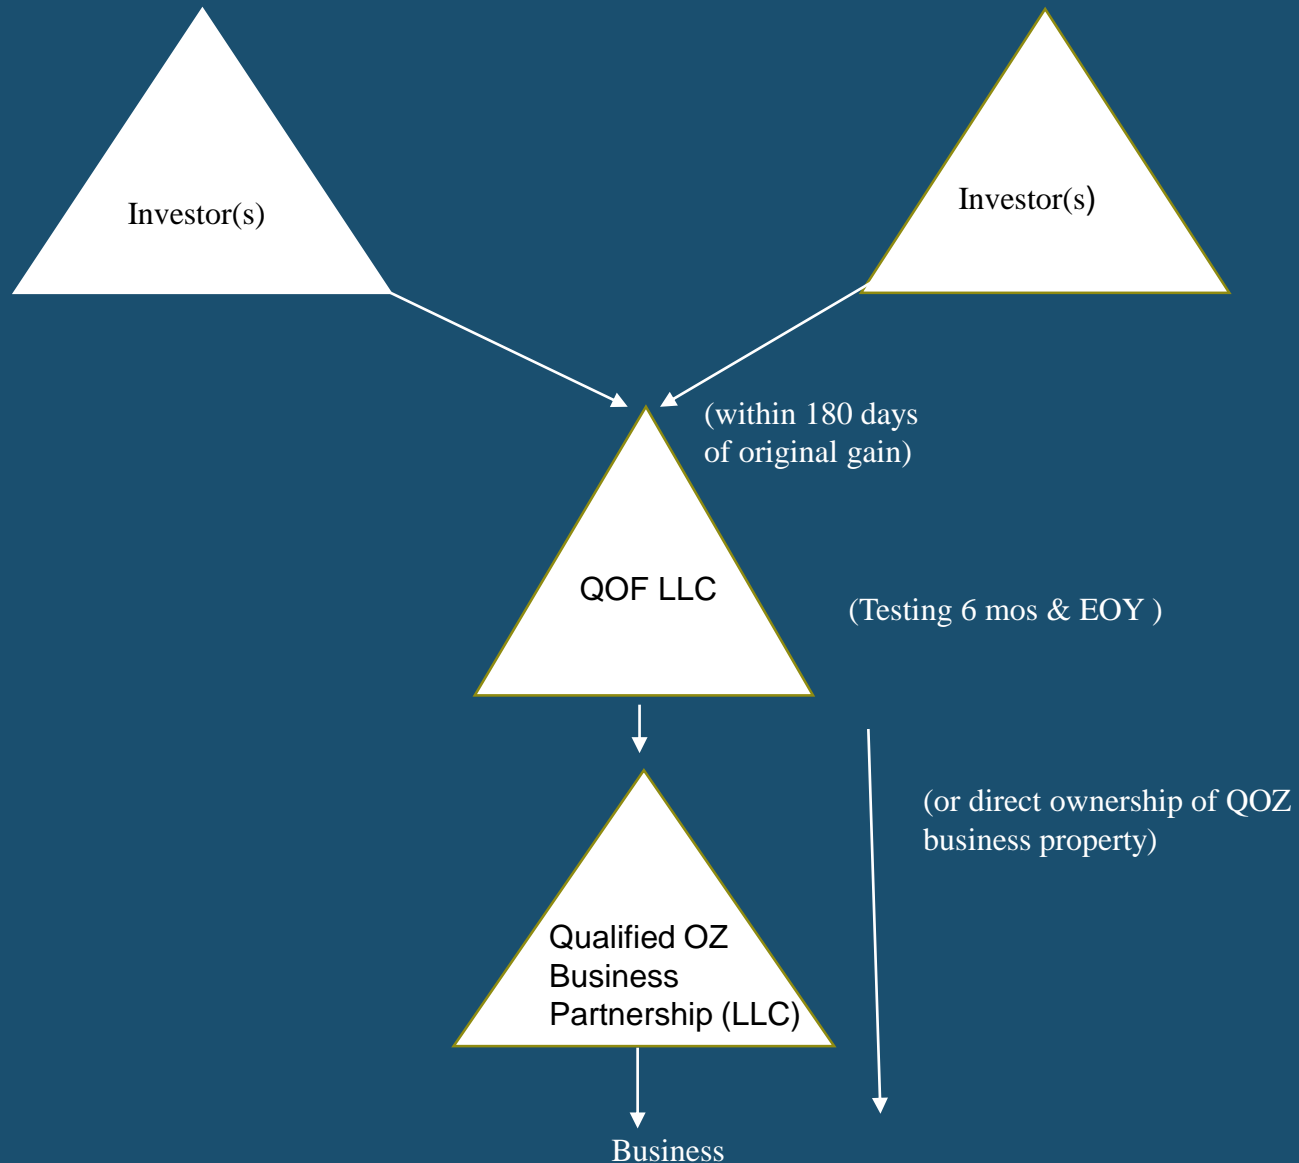 Investor(s)
Investor(s)
(within 180 days
of original gain)
QOF LLC
(Testing 6 mos & EOY )
(or direct ownership of QOZ
business property)
Qualified OZ
Business
Partnership (LLC)
Business